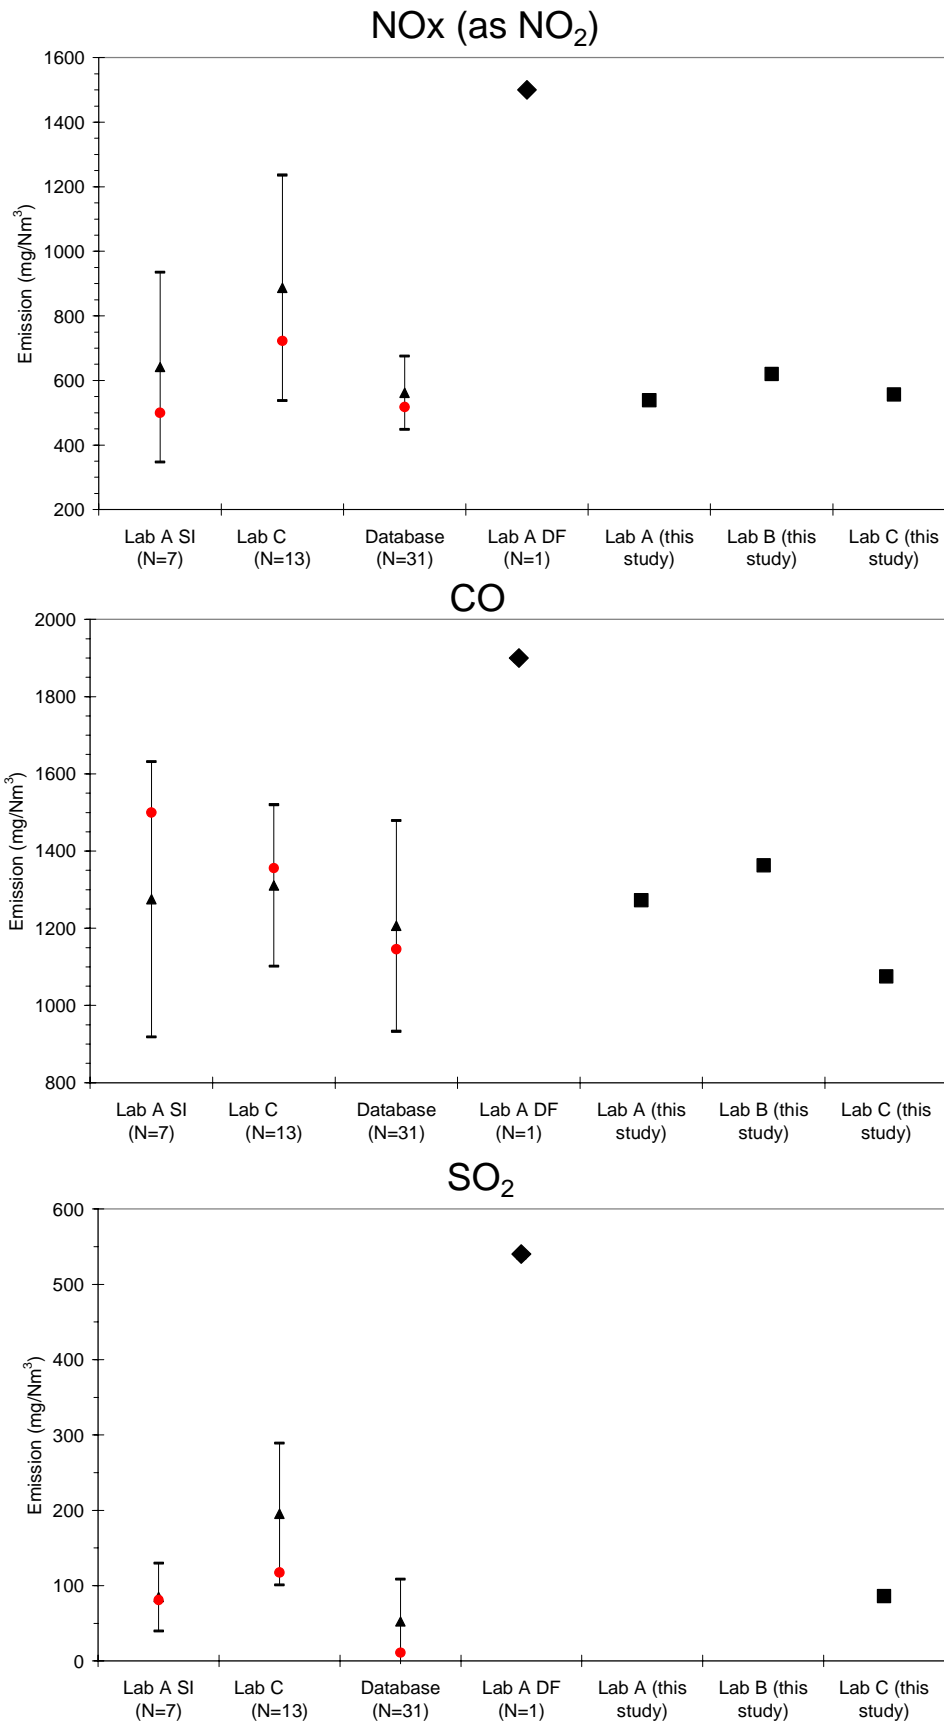 NOx (as NO₂)
Emission (mg/Nm³)
1600
1400
1200
1000
800
600
400
200
Lab A SI Lab C Database Lab A DF Lab A (this Lab B (this Lab C (this
(N=7) (N=13) (N=31) (N=1) study) study) study)
CO
Emission (mg/Nm³)
2000
1800
1600
1400
1200
1000
800
Lab A SI Lab C Database Lab A DF Lab A (this Lab B (this Lab C (this
(N=7) (N=13) (N=31) (N=1) study) study) study)
SO₂
Emission (mg/Nm³)
600
500
400
300
200
100
0
Lab A SI Lab C Database Lab A DF Lab A (this Lab B (this Lab C (this
(N=7) (N=13) (N=31) (N=1) study) study) study)